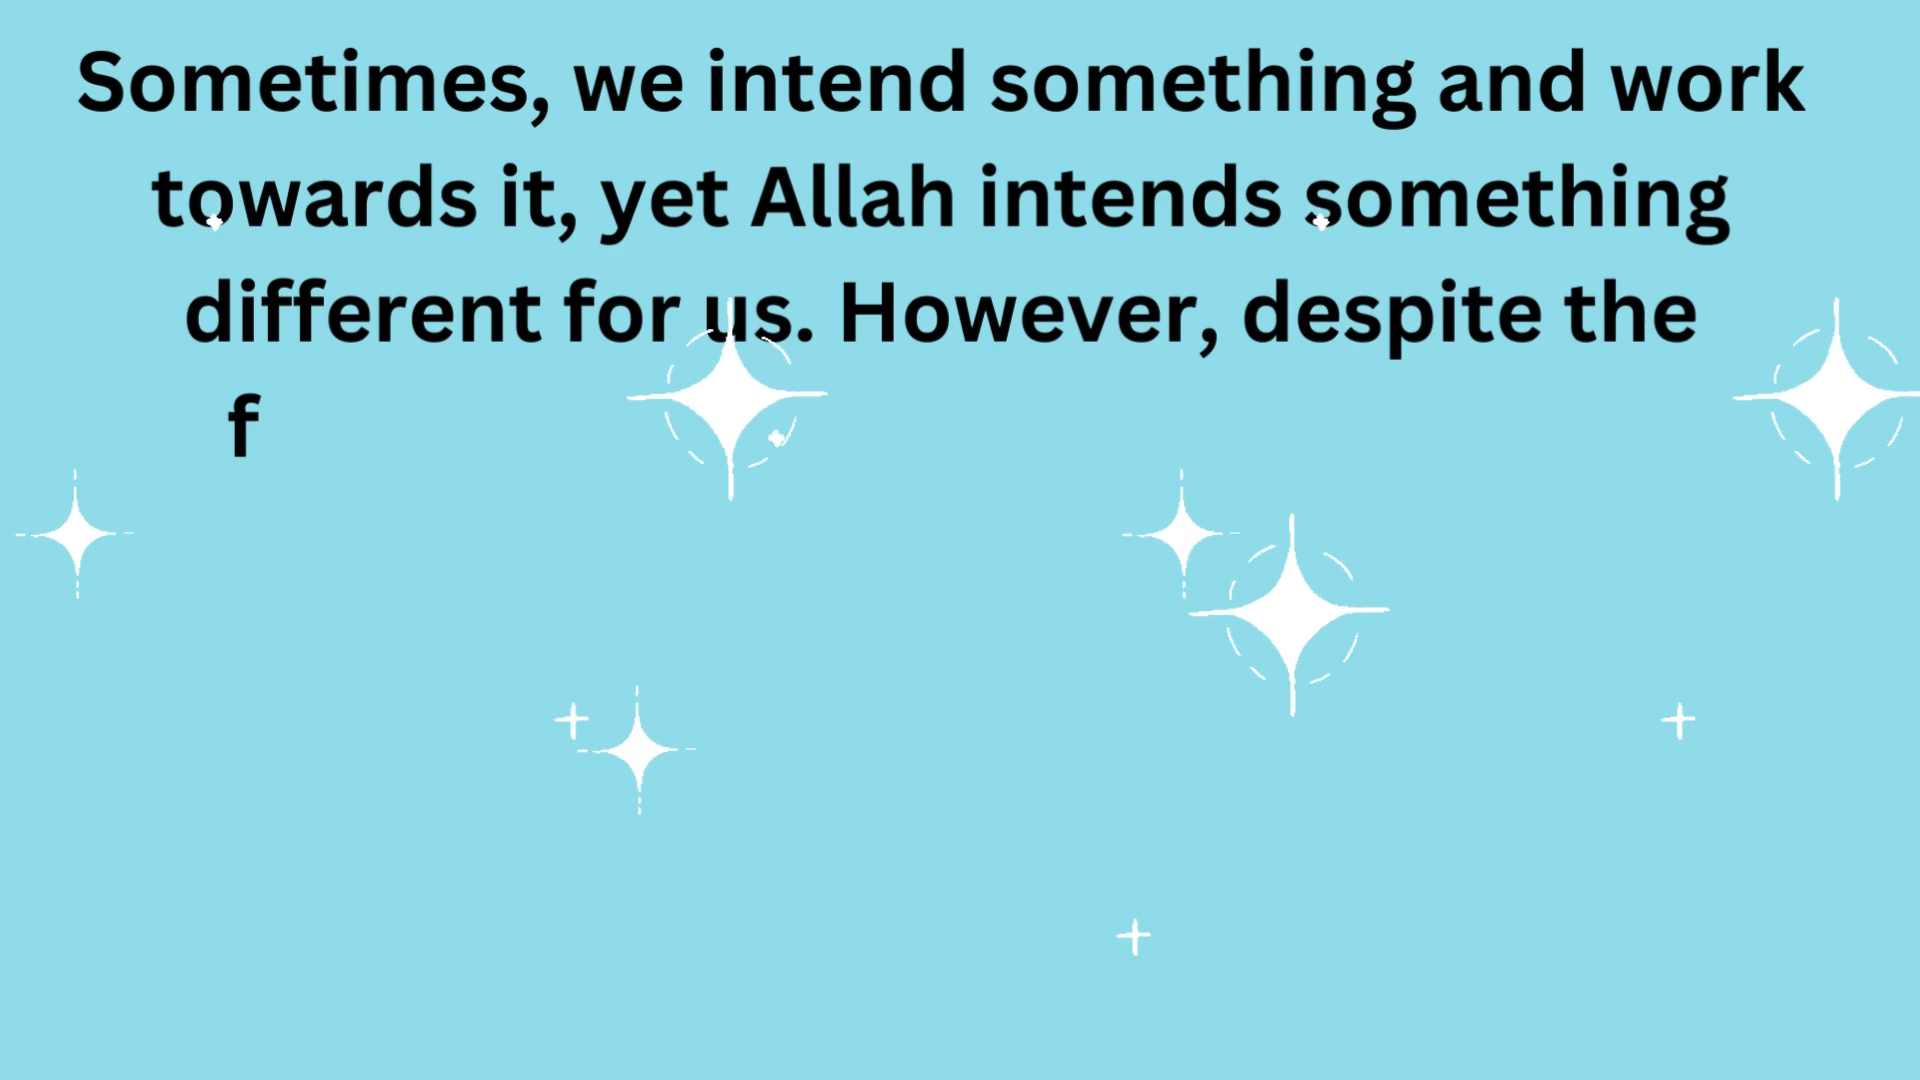 Sometimes, we intend something and work
towards it, yet Allah intends something
different for us. However, despite the
f